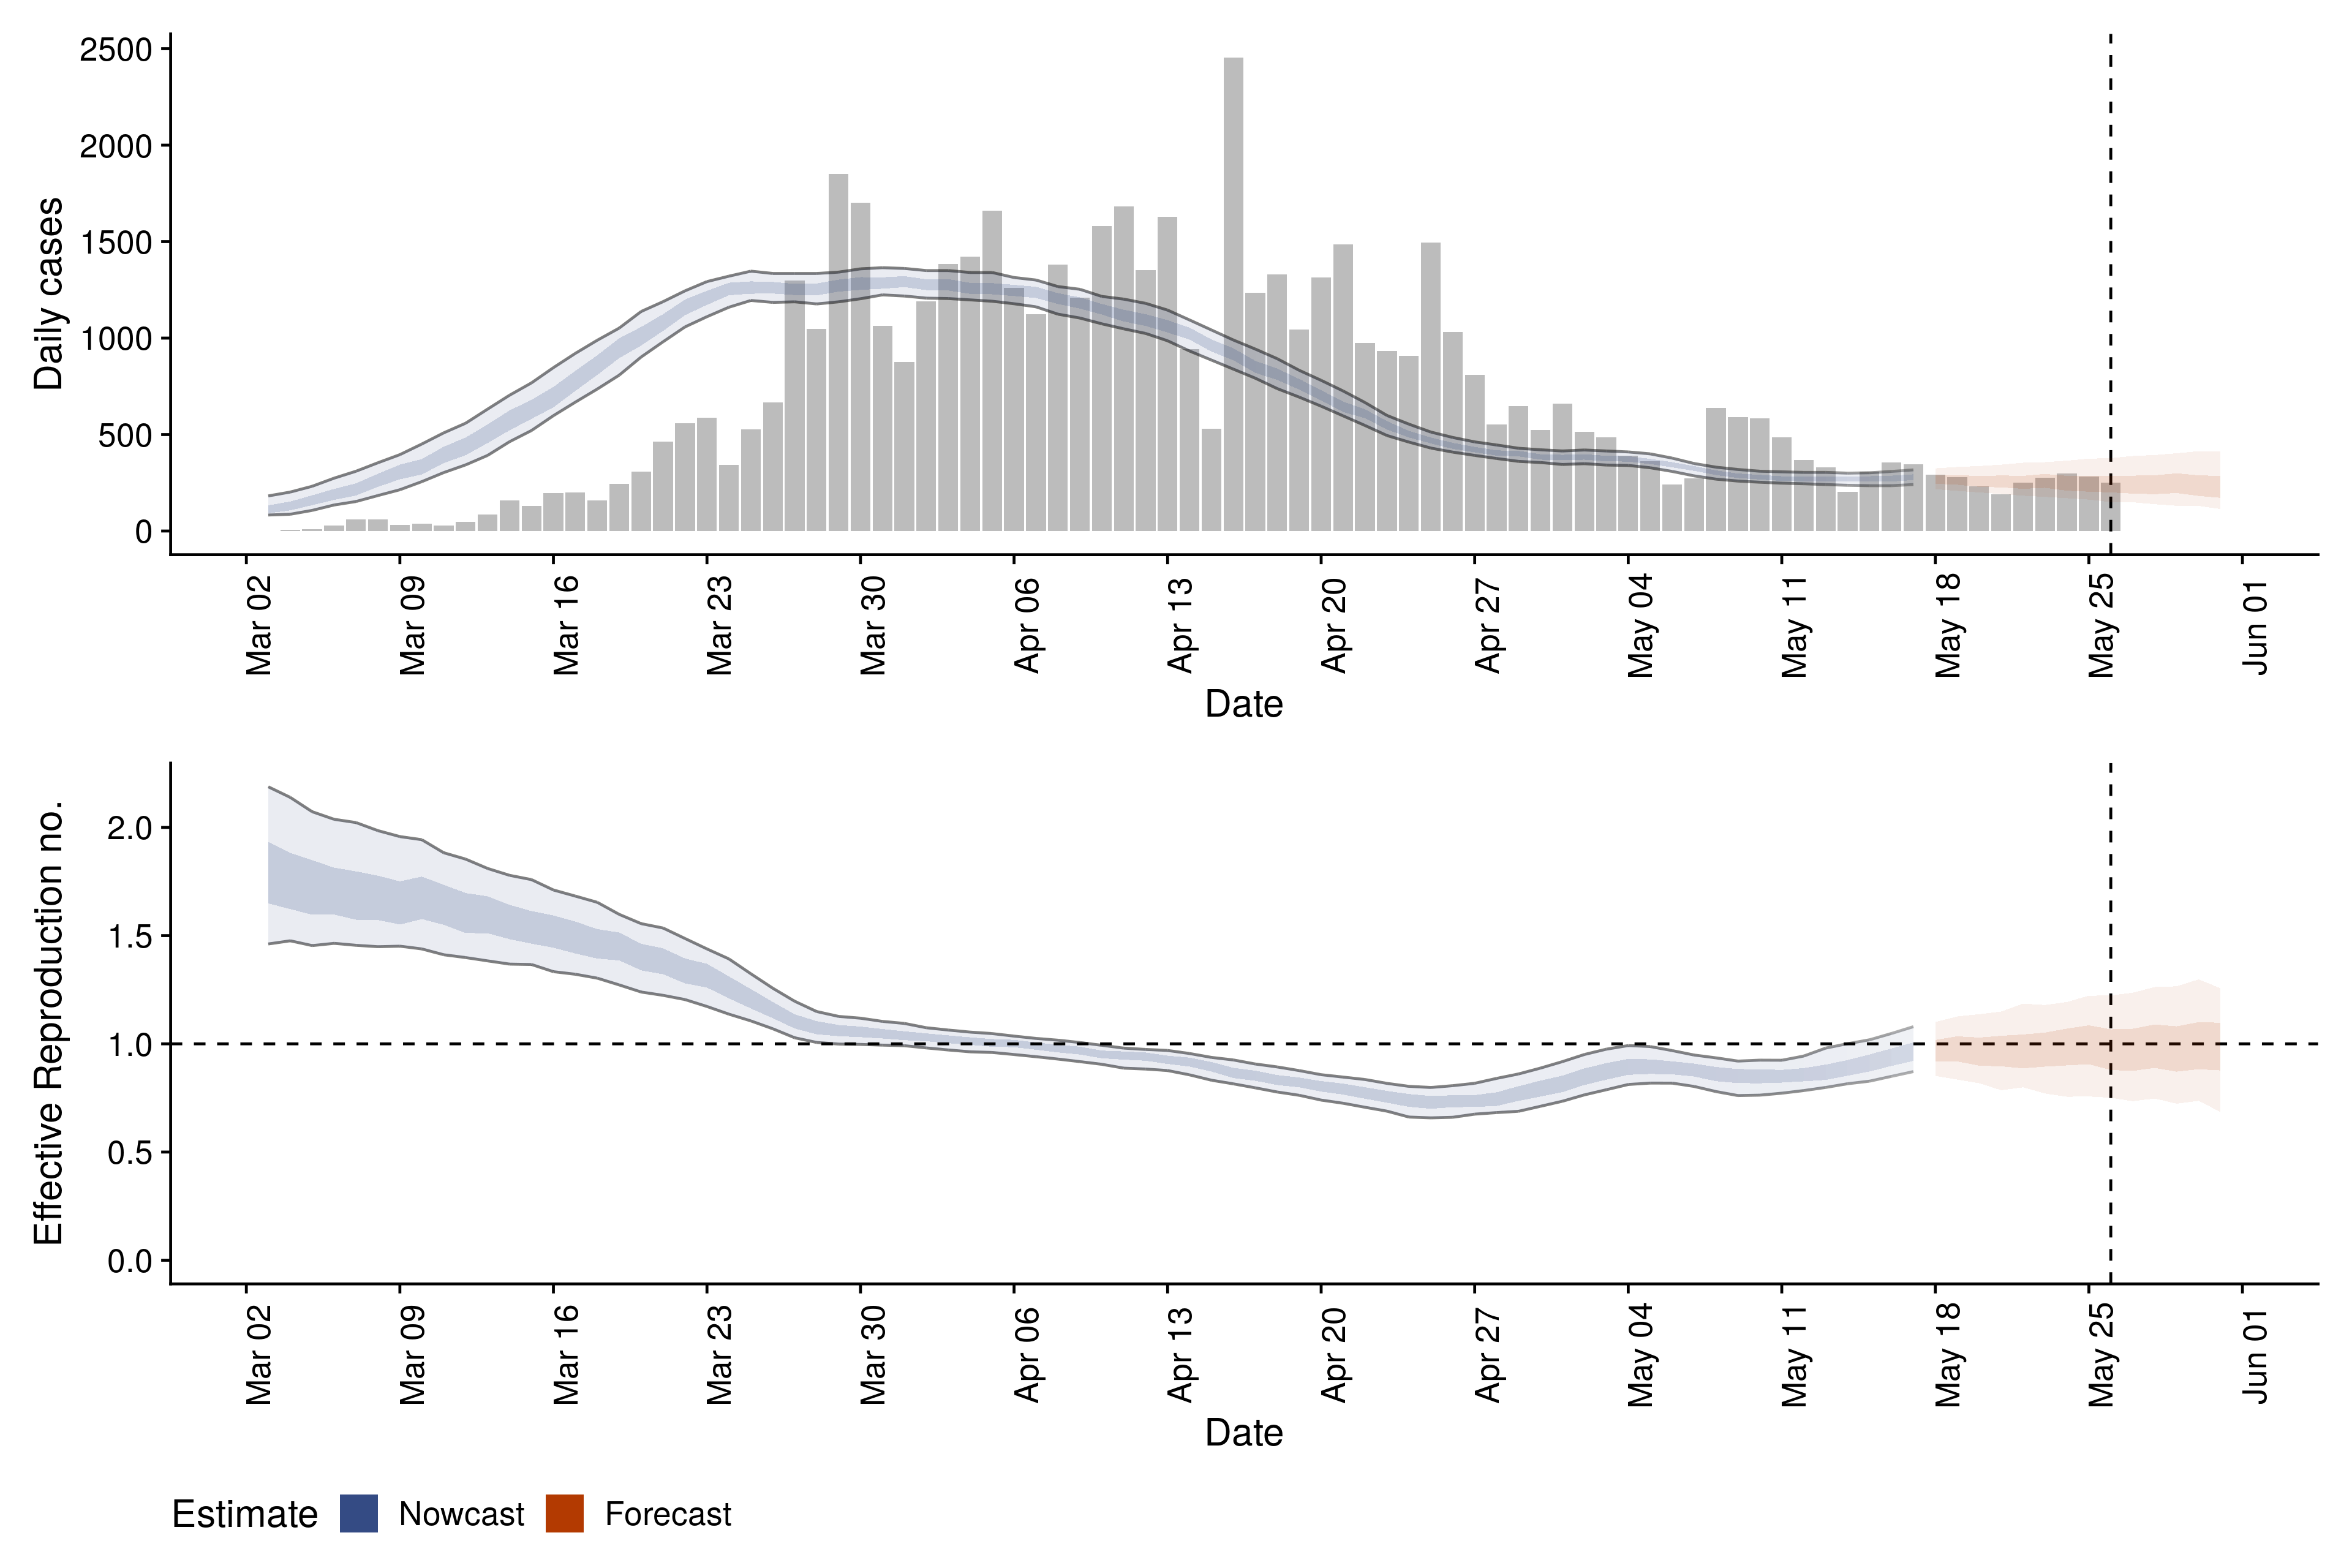 Daily cases
2500
2000
1500
1000
500
0
Mar 02
Mar 09
Mar 16
Mar 23
Mar 30
Apr 06
Apr 13
Apr 20
Apr 27
May 04
May 11
May 18
May 25
Jun 01
Date
Effective Reproduction no.
2.0
1.5
1.0
0.5
0.0
Mar 02
Mar 09
Mar 16
Mar 23
Mar 30
Apr 06
Apr 13
Apr 20
Apr 27
May 04
May 11
May 18
May 25
Jun 01
Date
Estimate Nowcast Forecast